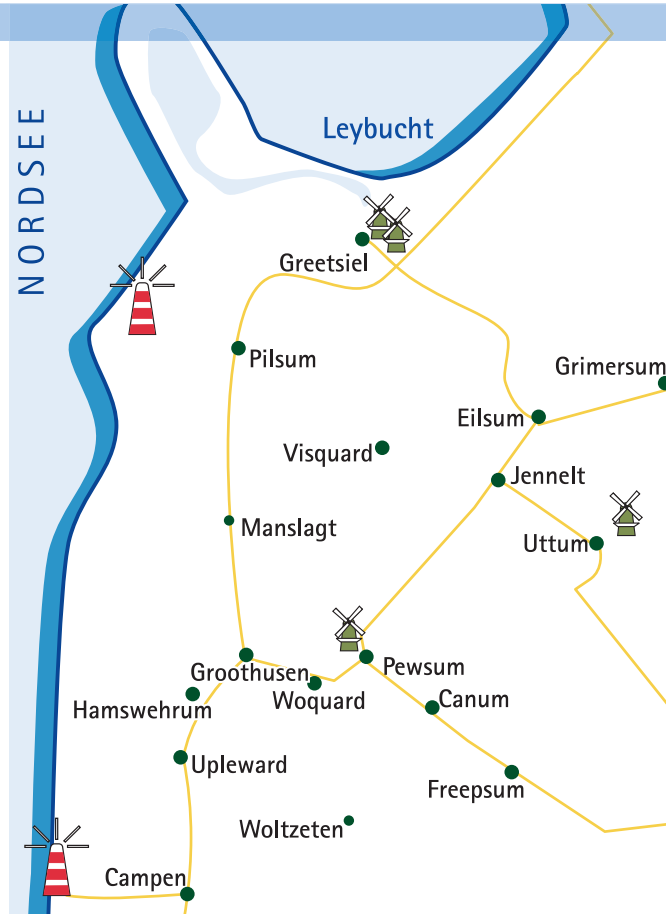 NORDSEE
Leybucht
Greetsiel
Pilsum
Grimersum
Eilsum
Visquard
Jennelt
Manslagt
Uttum
Groothusen
Pewsum
Woquard
Canum
Hamswehrum
Upleward
Freepsum
Woltzeten
Campen